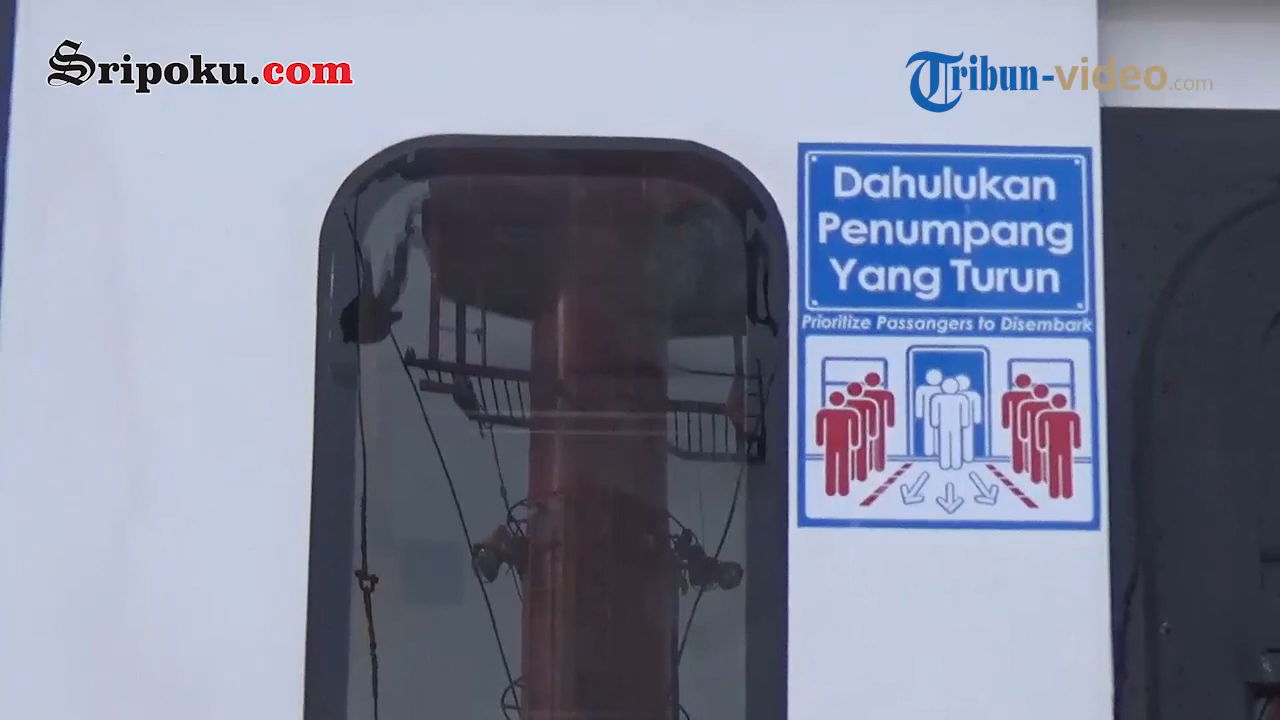 Sripoku.com
Tribun-video.com
Dahulukan
Penumpang
Yang Turun
Prioritize Passangers to Disembark